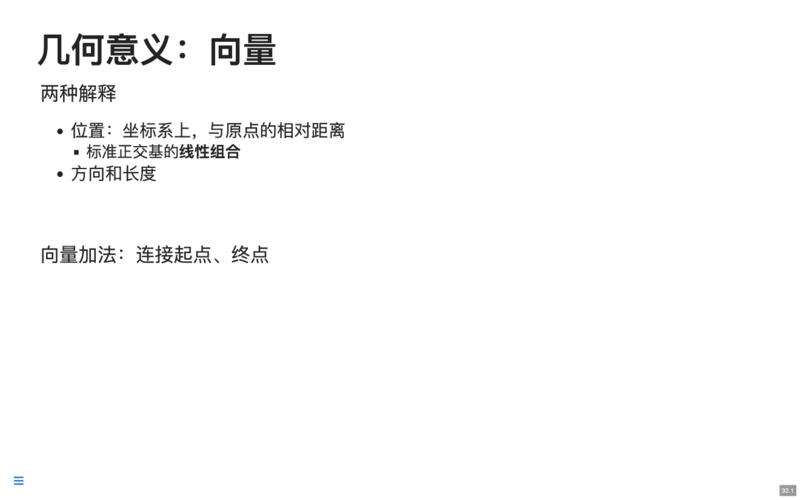 几何意义：向量
两种解释
• 位置：坐标系上，与原点的相对距离
▪ 标准正交基的线性组合
• 方向和长度
向量加法：连接起点、终点
32.1